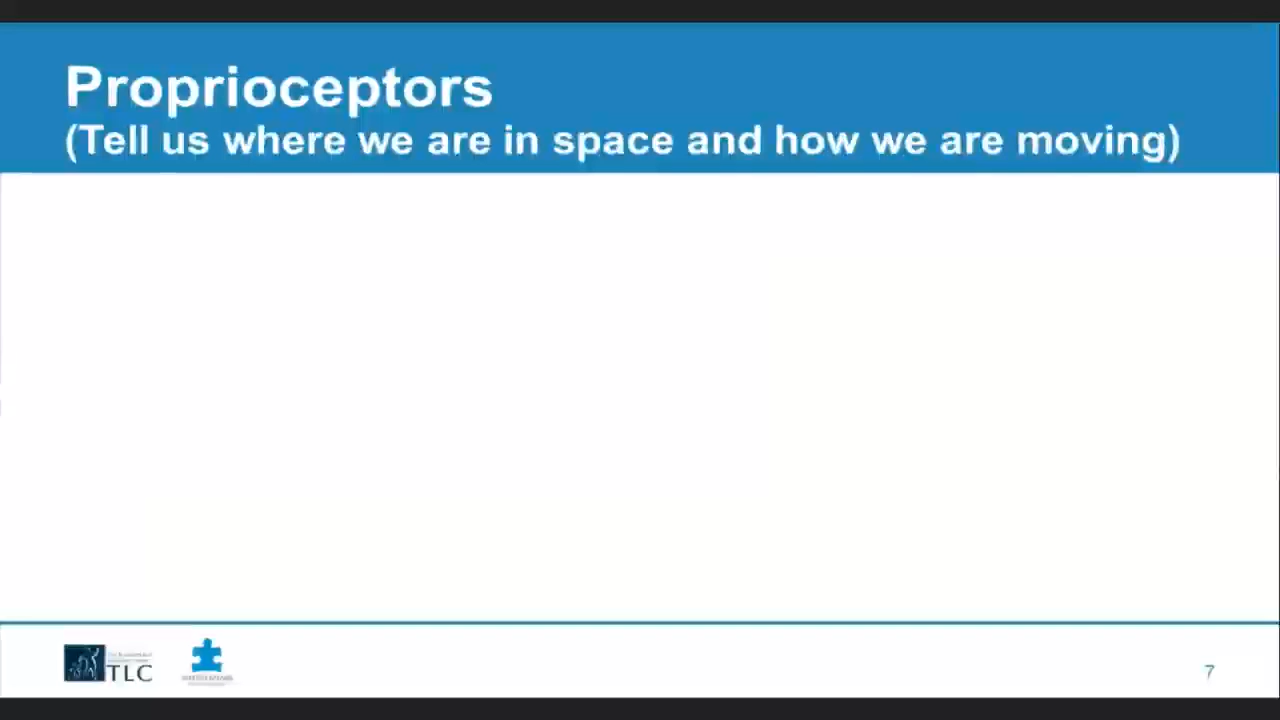 Proprioceptors
(Tell us where we are in space and how we are moving)
TLC
7